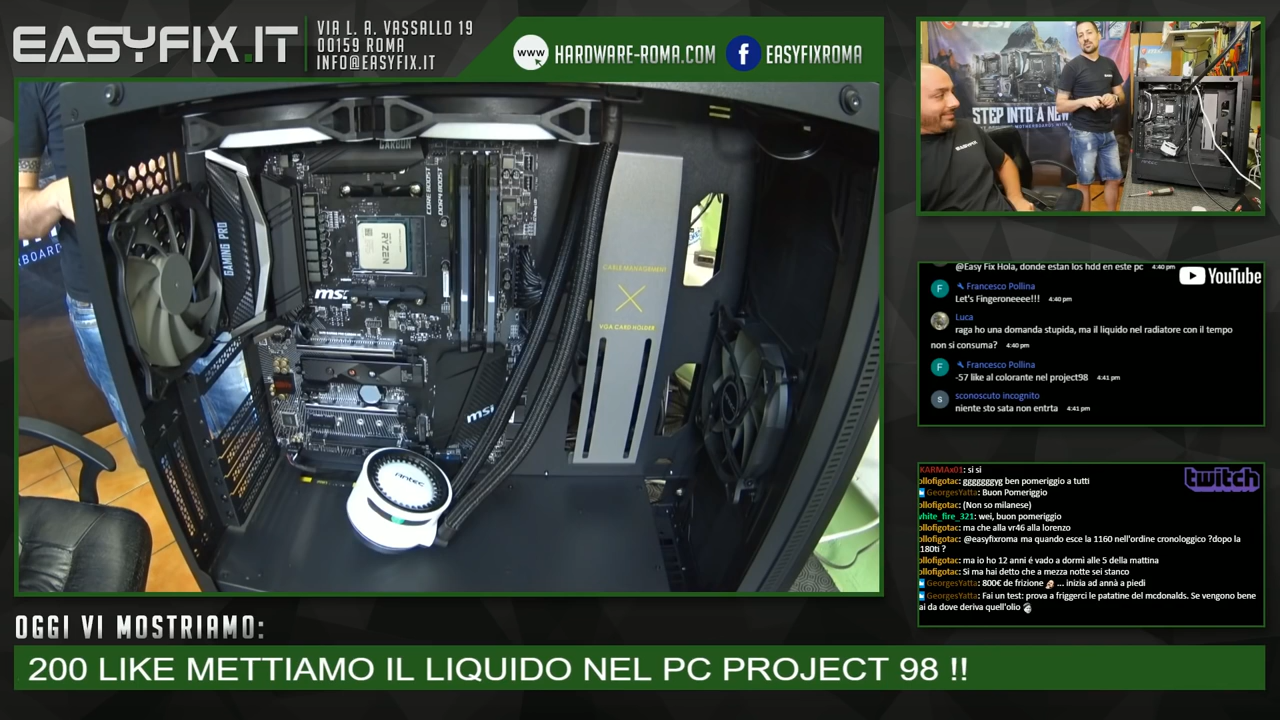 EASYFIX.IT
VIA L. A. VASSALLO 19
00159 ROMA
INFO@EASYFIX.IT
WWW
HARDWARE-ROMA.COM
f
EASYFIXROMA
GAMING PRO
CARBON
CORE BOOST
DDR4 BOOST
RYZEN
msi
msi
CABLE MANAGEMENT
VGA CARD HOLDER
Antec
STEP INTO A NEW
EASYFIX
YouTube
@Easy Fix Hola, donde estan los hdd en este pc 4:40 pm
F
Francesco Pollina
Let's Fingeroneeee!!! 4:40 pm
Luca
raga ho una domanda stupida, ma il liquido nel radiatore con il tempo
non si consuma? 4:40 pm
F
Francesco Pollina
-57 like al colorante nel project98 4:41 pm
s
sconoscuto incognito
niente sto sata non entrta 4:41 pm
twitch
KARMAx01: si si
ollofigotac: ggggggggyg ben pomeriggio a tutti
GeorgesYatta: Buon Pomeriggio
ollofigotac: (Non so milanese)
white_fire_321: wei, buon pomeriggio
ollofigotac: ma che alla vr46 alla lorenzo
ollofigotac: @easyfixroma ma quando esce la 1160 nell'ordine cronologgico ?dopo la
180ti ?
ollofigotac: ma io ho 12 anni é vado a dormì alle 5 della mattina
ollofigotac: Si ma hai detto che a mezza notte sei stanco
GeorgesYatta: 800€ de frizione ... inizia ad annà a piedi
GeorgesYatta: Fai un test: prova a friggerci le patatine del mcdonalds. Se vengono bene
ai da dove deriva quell'olio
OGGI VI MOSTRIAMO:
200 LIKE METTIAMO IL LIQUIDO NEL PC PROJECT 98 !!